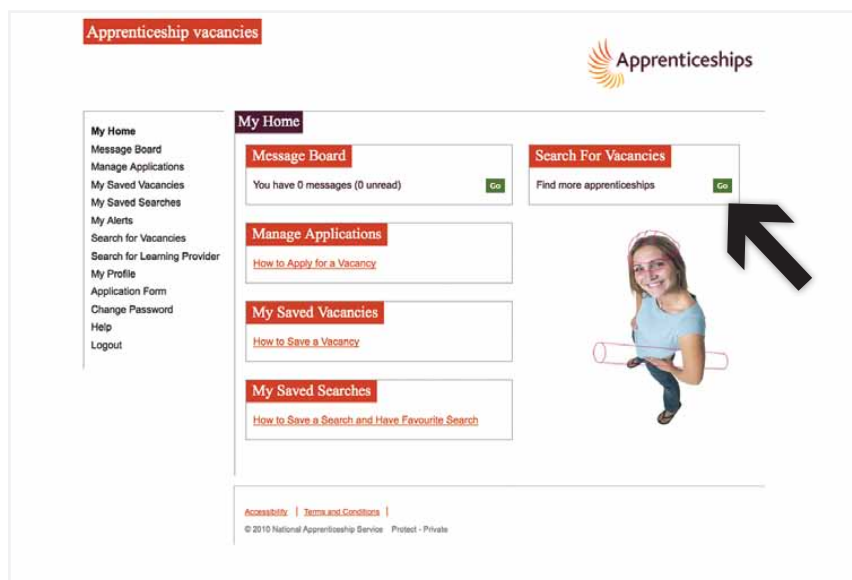 Apprenticeship vacancies
Apprenticeships
My Home
Message Board
Manage Applications
My Saved Vacancies
My Saved Searches
My Alerts
Search for Vacancies
Search for Learning Provider
My Profile
Application Form
Change Password
Help
Logout
My Home
Message Board
You have 0 messages (0 unread) Go
Search For Vacancies
Find more apprenticeships Go
Manage Applications
How to Apply for a Vacancy
My Saved Vacancies
How to Save a Vacancy
My Saved Searches
How to Save a Search and Have Favourite Search
Accessibility | Terms and Conditions |
© 2010 National Apprenticeship Service Protect - Private